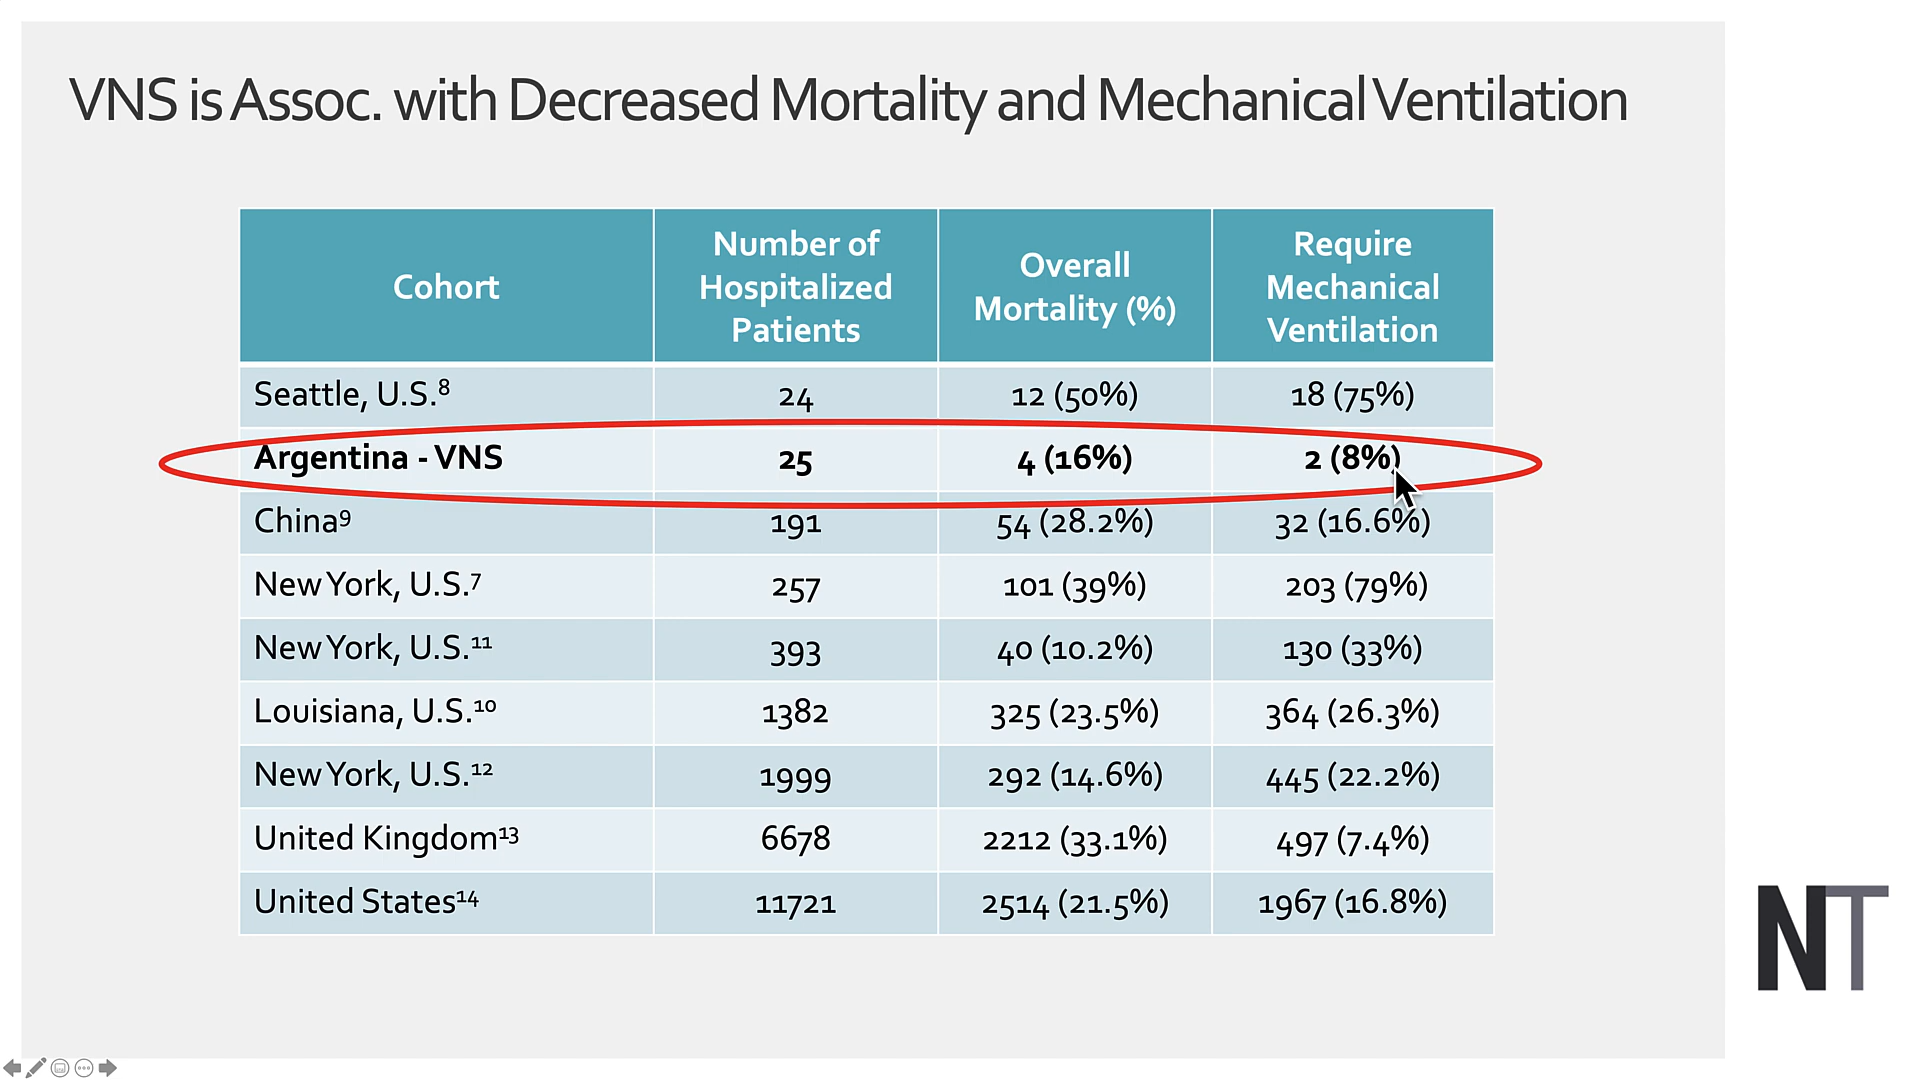 VNS is Assoc. with Decreased Mortality and Mechanical Ventilation
Cohort
Number of
Hospitalized
Patients
Overall
Mortality (%)
Require
Mechanical
Ventilation
Seattle, U.S.⁸ 24 12 (50%) 18 (75%)
Argentina - VNS 25 4 (16%) 2 (8%)
China⁹ 191 54 (28.2%) 32 (16.6%)
New York, U.S.⁷ 257 101 (39%) 203 (79%)
New York, U.S.¹¹ 393 40 (10.2%) 130 (33%)
Louisiana, U.S.¹⁰ 1382 325 (23.5%) 364 (26.3%)
New York, U.S.¹² 1999 292 (14.6%) 445 (22.2%)
United Kingdom¹³ 6678 2212 (33.1%) 497 (7.4%)
United States¹⁴ 11721 2514 (21.5%) 1967 (16.8%)
NT